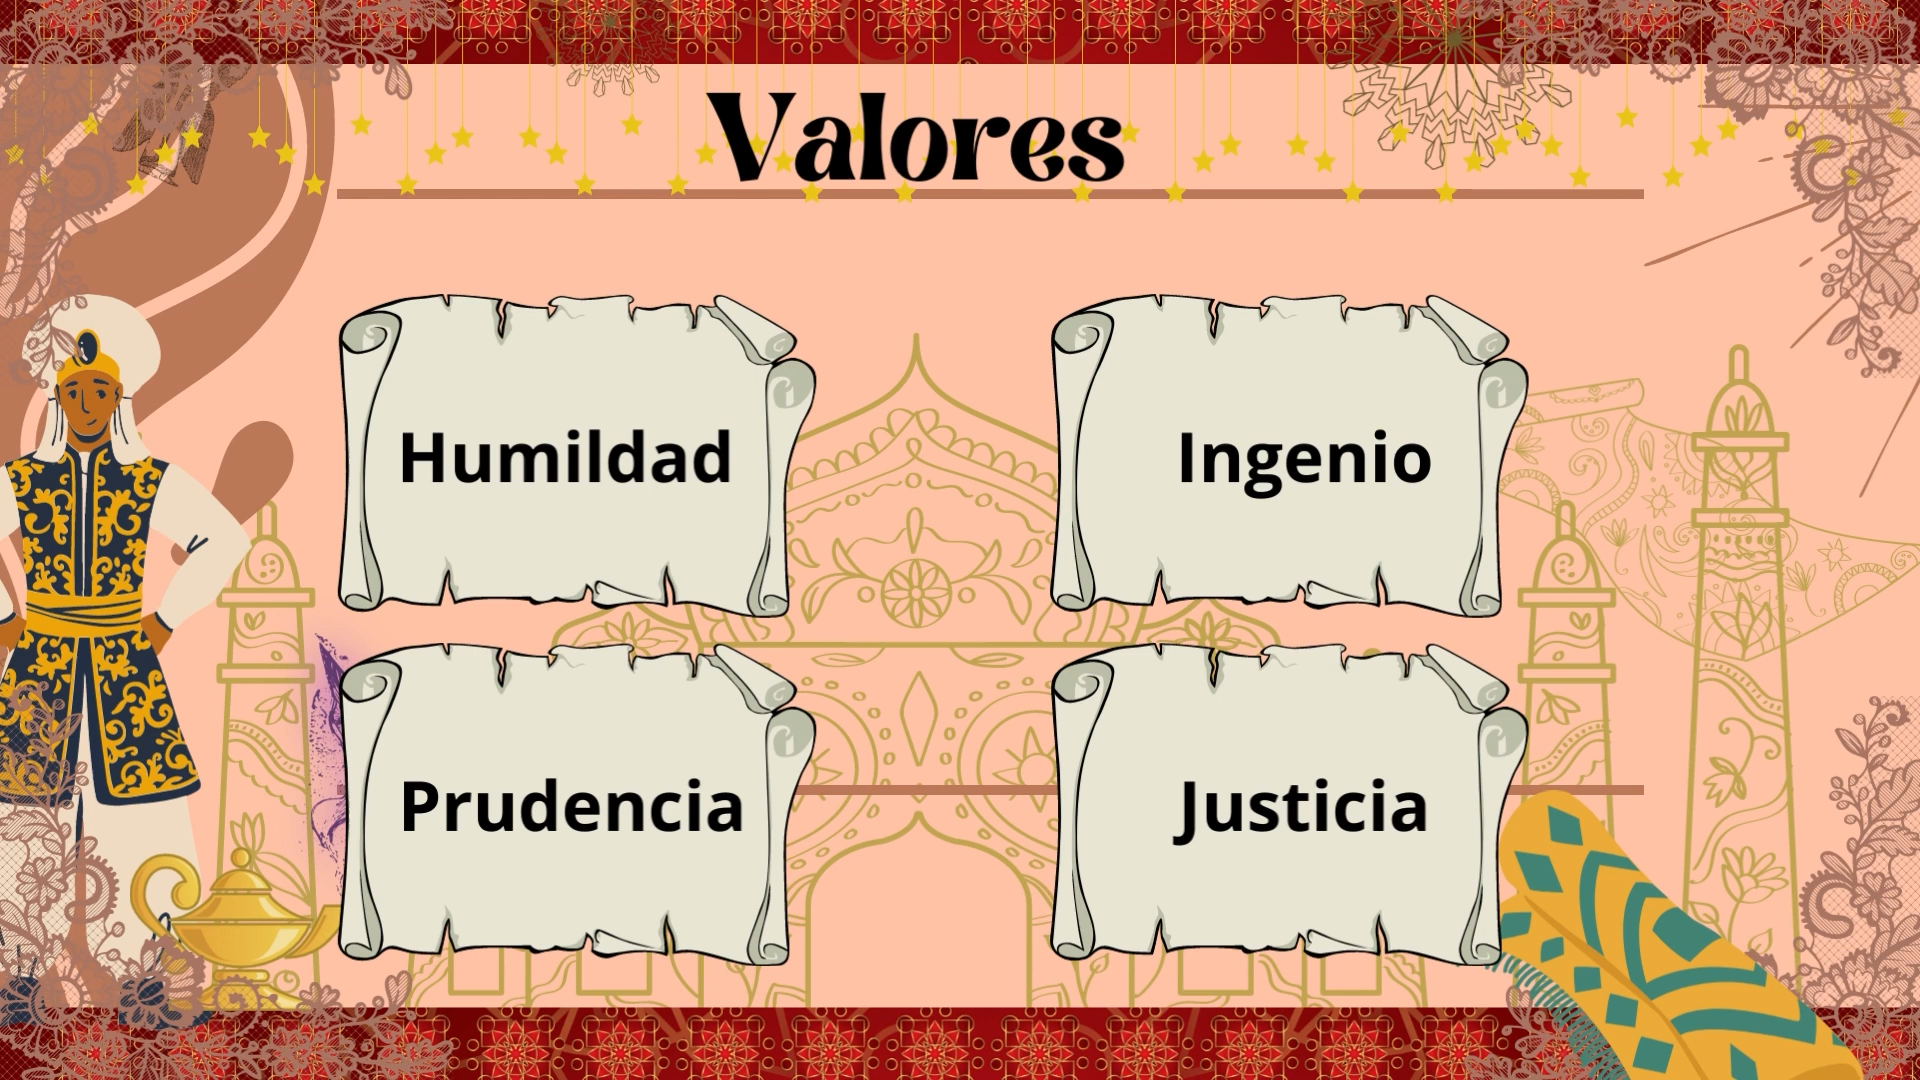 Valores
Humildad
Ingenio
Prudencia
Justicia